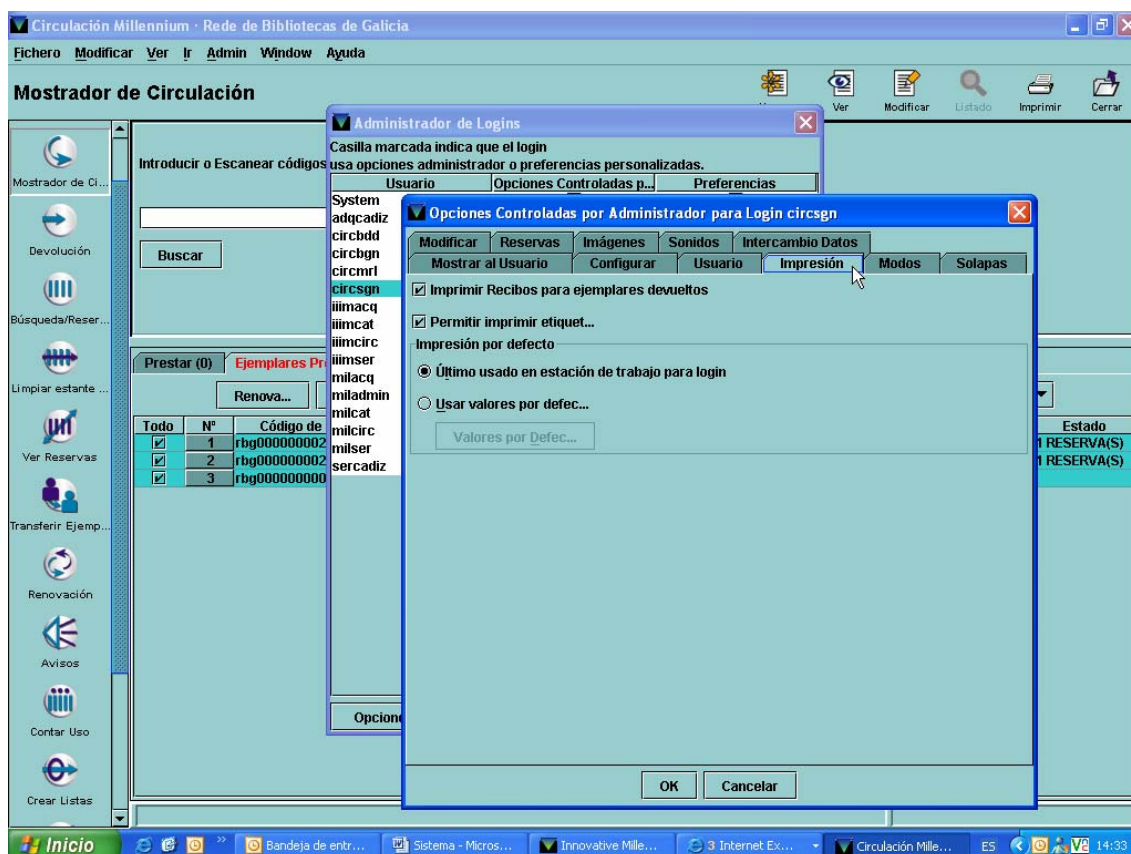 Circulación Millennium · Rede de Bibliotecas de Galicia
Fichero Modificar Ver Ir Admin Window Ayuda
Mostrador de Circulación
Ver Modificar Listado Imprimir Cerrar
Mostrador de Ci...
Devolución
Búsqueda/Reser...
Limpiar estante ...
Ver Reservas
Transferir Ejemp...
Renovación
Avisos
Contar Uso
Crear Listas
Introducir o Escanear códigos
Buscar
Prestar (0) Ejemplares Pr
Renova...
Todo Nº Código de
1 rbg000000002
2 rbg000000002
3 rbg000000000
Estado
1 RESERVA(S)
1 RESERVA(S)
Administrador de Logins
Casilla marcada indica que el login
usa opciones administrador o preferencias personalizadas.
Usuario Opciones Controladas p... Preferencias
System
adqcadiz
circbdd
circbgn
circmrl
circsgn
iiimacq
iiimcat
iiimcirc
iiimser
milacq
miladmin
milcat
milcirc
milser
sercadiz
Opcion
Opciones Controladas por Administrador para Login circsgn
Modificar Reservas Imágenes Sonidos Intercambio Datos
Mostrar al Usuario Configurar Usuario Impresión Modos Solapas
Imprimir Recibos para ejemplares devueltos
Permitir imprimir etiquet...
Impresión por defecto
Último usado en estación de trabajo para login
Usar valores por defec...
Valores por Defec...
OK Cancelar
Inicio » Bandeja de entr... Sistema - Micros... Innovative Mille... 3 Internet Ex... Circulación Mille... ES 14:33